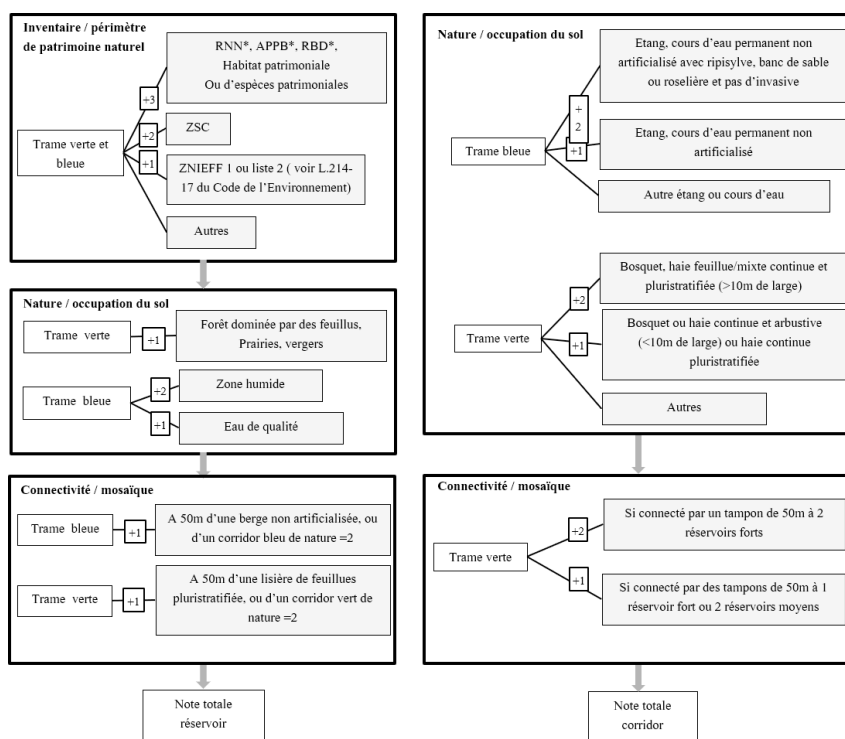 Inventaire / périmètre
de patrimoine naturel
RNN*, APPB*, RBD*,
Habitat patrimoniale
Ou d'espèces patrimoniales
+3
Trame verte et
bleue
+2
ZSC
+1
ZNIEFF 1 ou liste 2 ( voir L.214-
17 du Code de l'Environnement)
Autres
Nature / occupation du sol
Trame verte
+1
Forêt dominée par des feuillus,
Prairies, vergers
Trame bleue
+2
Zone humide
+1
Eau de qualité
Connectivité / mosaïque
Trame bleue
+1
A 50m d'une berge non artificialisée, ou
d'un corridor bleu de nature =2
Trame verte
+1
A 50m d'une lisière de feuillues
pluristratifiée, ou d'un corridor vert de
nature =2
Note totale
réservoir
Nature / occupation du sol
Etang, cours d'eau permanent non
artificialisé avec ripisylve, banc de sable
ou roselière et pas d'invasive
+
2
Trame bleue
+1
Etang, cours d'eau permanent non
artificialisé
Autre étang ou cours d'eau
Bosquet, haie feuillue/mixte continue et
pluristratifiée (>10m de large)
+2
Trame verte
+1
Bosquet ou haie continue et arbustive
(<10m de large) ou haie continue
pluristratifiée
Autres
Connectivité / mosaïque
Trame verte
+2
Si connecté par un tampon de 50m à 2
réservoirs forts
+1
Si connecté par des tampons de 50m à 1
réservoir fort ou 2 réservoirs moyens
Note totale
corridor